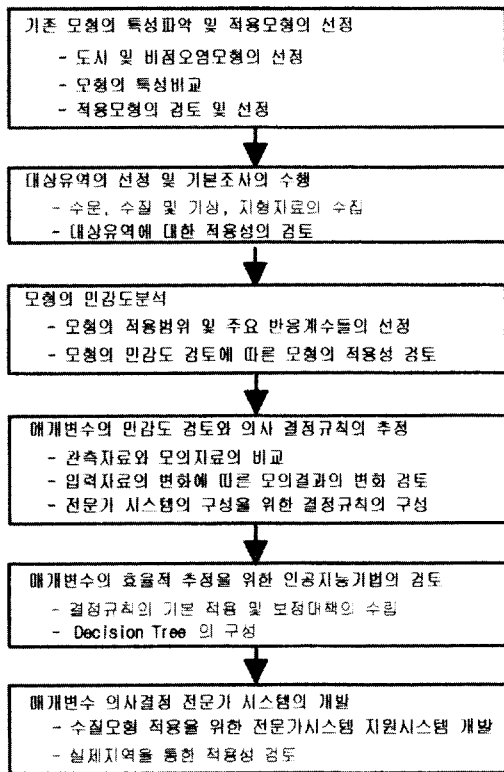 기존 모형의 특성파악 및 적용모형의 선정
- 도시 및 비점오염모형의 선정
- 모형의 특성비교
- 적용모형의 검토 및 선정
대상유역의 선정 및 기본조사의 수행
- 수문, 수질 및 기상, 지형자료의 수집
- 대상유역에 대한 적용성의 검토
모형의 민감도분석
- 모형의 적용범위 및 주요 반응계수들의 선정
- 모형의 민감도 검토에 따른 모형의 적용성 검토
매개변수의 민감도 검토와 의사 결정규칙의 추정
- 관측자료와 모의자료의 비교
- 입력자료의 변화에 따른 모의결과의 변화 검토
- 전문가 시스템의 구성을 위한 결정규칙의 구성
매개변수의 효율적 추정을 위한 인공지능기법의 검토
- 결정규칙의 기본 적용 및 보정대책의 수립
- Decision Tree 의 구성
매개변수 의사결정 전문가 시스템의 개발
- 수질모형 적용을 위한 전문가시스템 지원시스템 개발
- 실제지역을 통한 적용성 검토